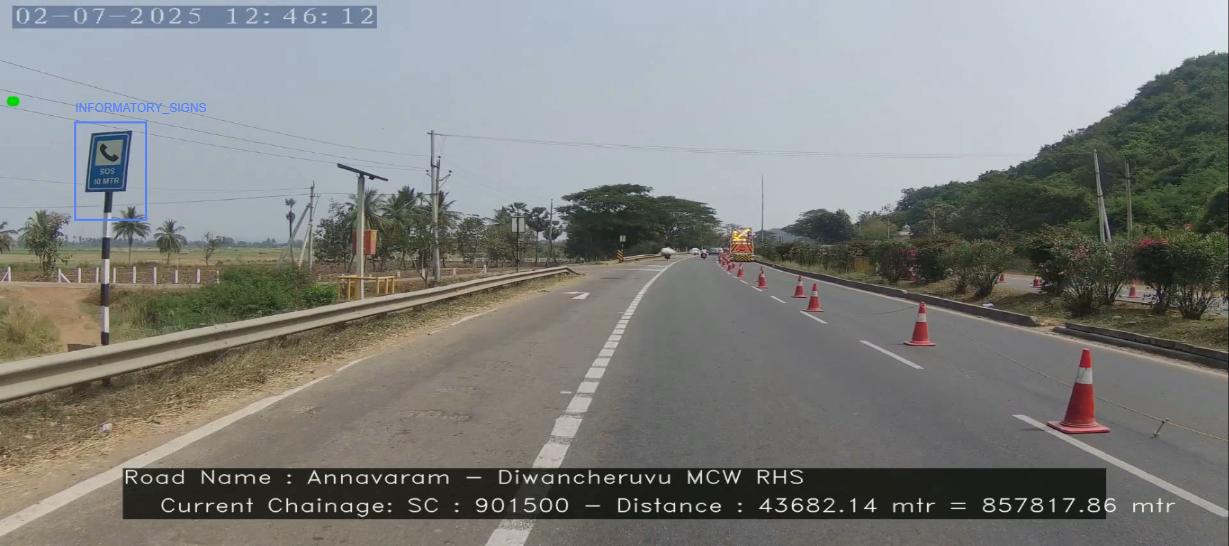 02-07-2025 12:46:12
INFORMATORY_SIGNS
SOS
10 MTR
Road Name : Annavaram - Diwancheruvu MCW RHS
Current Chainage: SC : 901500 - Distance : 43682.14 mtr = 857817.86 mtr